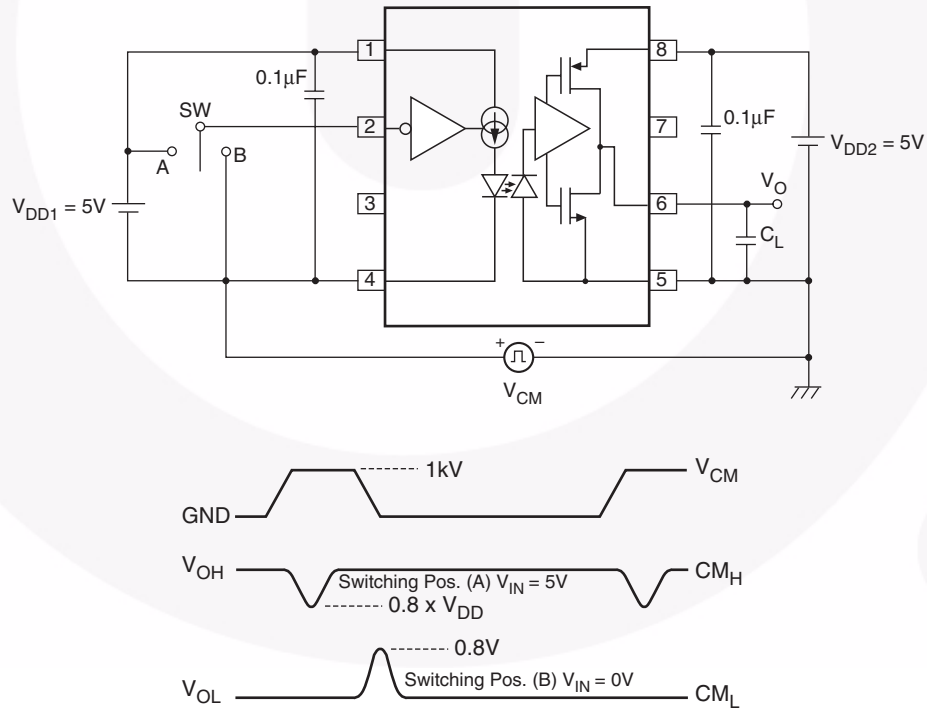 1
8
0.1µF
0.1µF
SW
2
7
A
B
V_DD2 = 5V
V_DD1 = 5V
3
6
V_O
C_L
4
5
+
–
V_CM
1kV
V_CM
GND
V_OH
Switching Pos. (A) V_IN = 5V
CM_H
0.8 x V_DD
0.8V
Switching Pos. (B) V_IN = 0V
V_OL
CM_L